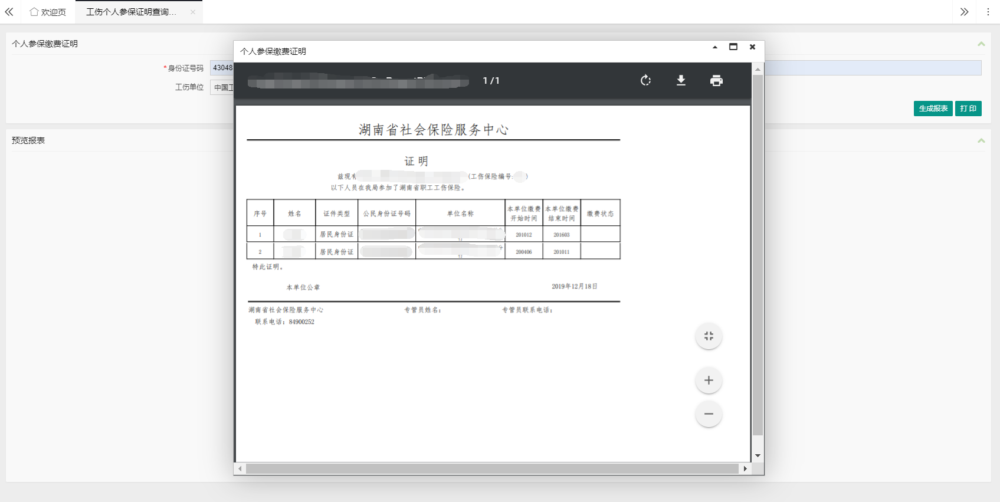 欢迎页
工伤个人参保证明查询...
个人参保缴费证明
*身份证号码 43048
工伤单位 中国工
生成报表 打 印
预览报表
个人参保缴费证明
1 / 1
湖南省社会保险服务中心
证 明
兹现有 (工伤保险编号: )
以下人员在我局参加了湖南省职工工伤保险。
序号 姓名 证件类型 公民身份证号码 单位名称 本单位缴费开始时间 本单位缴费结束时间 缴费状态
1 居民身份证 201012 201603
2 居民身份证 200406 201011
特此证明。
本单位公章 2019年12月18日
湖南省社会保险服务中心 专管员姓名: 专管员联系电话:
联系电话: 84900252